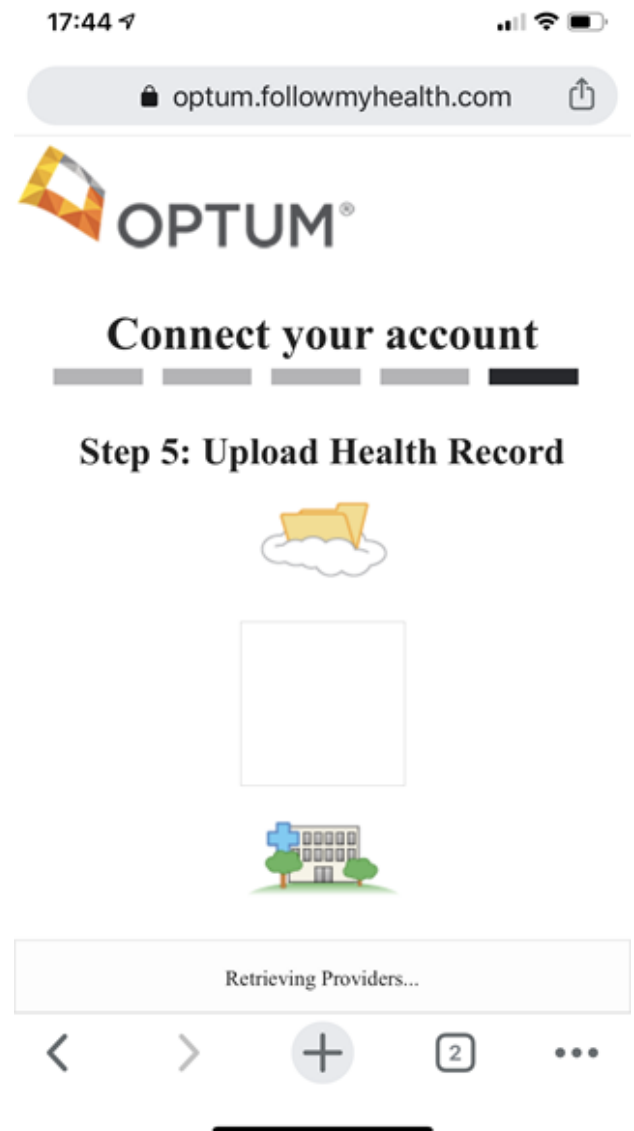 17:44
optum.followmyhealth.com
OPTUM®
Connect your account
Step 5: Upload Health Record
Retrieving Providers...
2